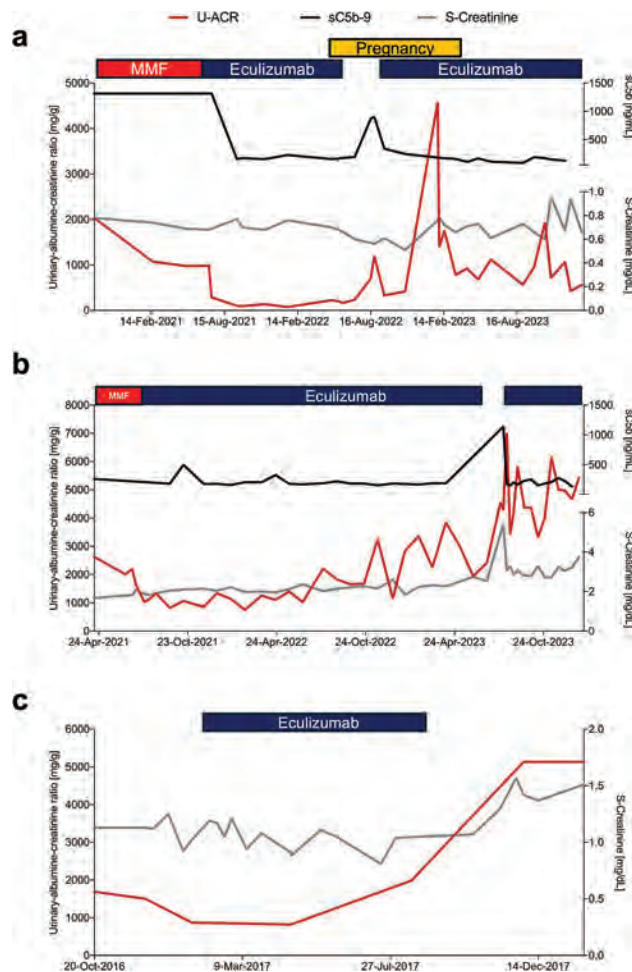 U-ACR sC5b-9 S-Creatinine
a
Pregnancy
MMF Eculizumab Eculizumab
Urinary-albumine-creatinine ratio [mg/g]
5000
4000
3000
2000
1000
0
1500
1000
500
sC5b [ng/mL]
1.0
0.8
0.6
0.4
0.2
0.0
S-Creatinine [mg/dL]
14-Feb-2021 15-Aug-2021 14-Feb-2022 16-Aug-2022 14-Feb-2023 16-Aug-2023
b
MMF Eculizumab
Urinary-albumine-creatinine ratio [mg/g]
8000
7000
6000
5000
4000
3000
2000
1000
0
1500
1000
500
sC5b [ng/mL]
6
4
2
0
S-Creatinine [mg/dL]
24-Apr-2021 23-Oct-2021 24-Apr-2022 24-Oct-2022 24-Apr-2023 24-Oct-2023
c
Eculizumab
Urinary-albumine-creatinine ratio [mg/g]
6000
5000
4000
3000
2000
1000
0
2.0
1.5
1.0
0.5
0.0
S-Creatinine [mg/dL]
20-Oct-2016 9-Mar-2017 27-Jul-2017 14-Dec-2017